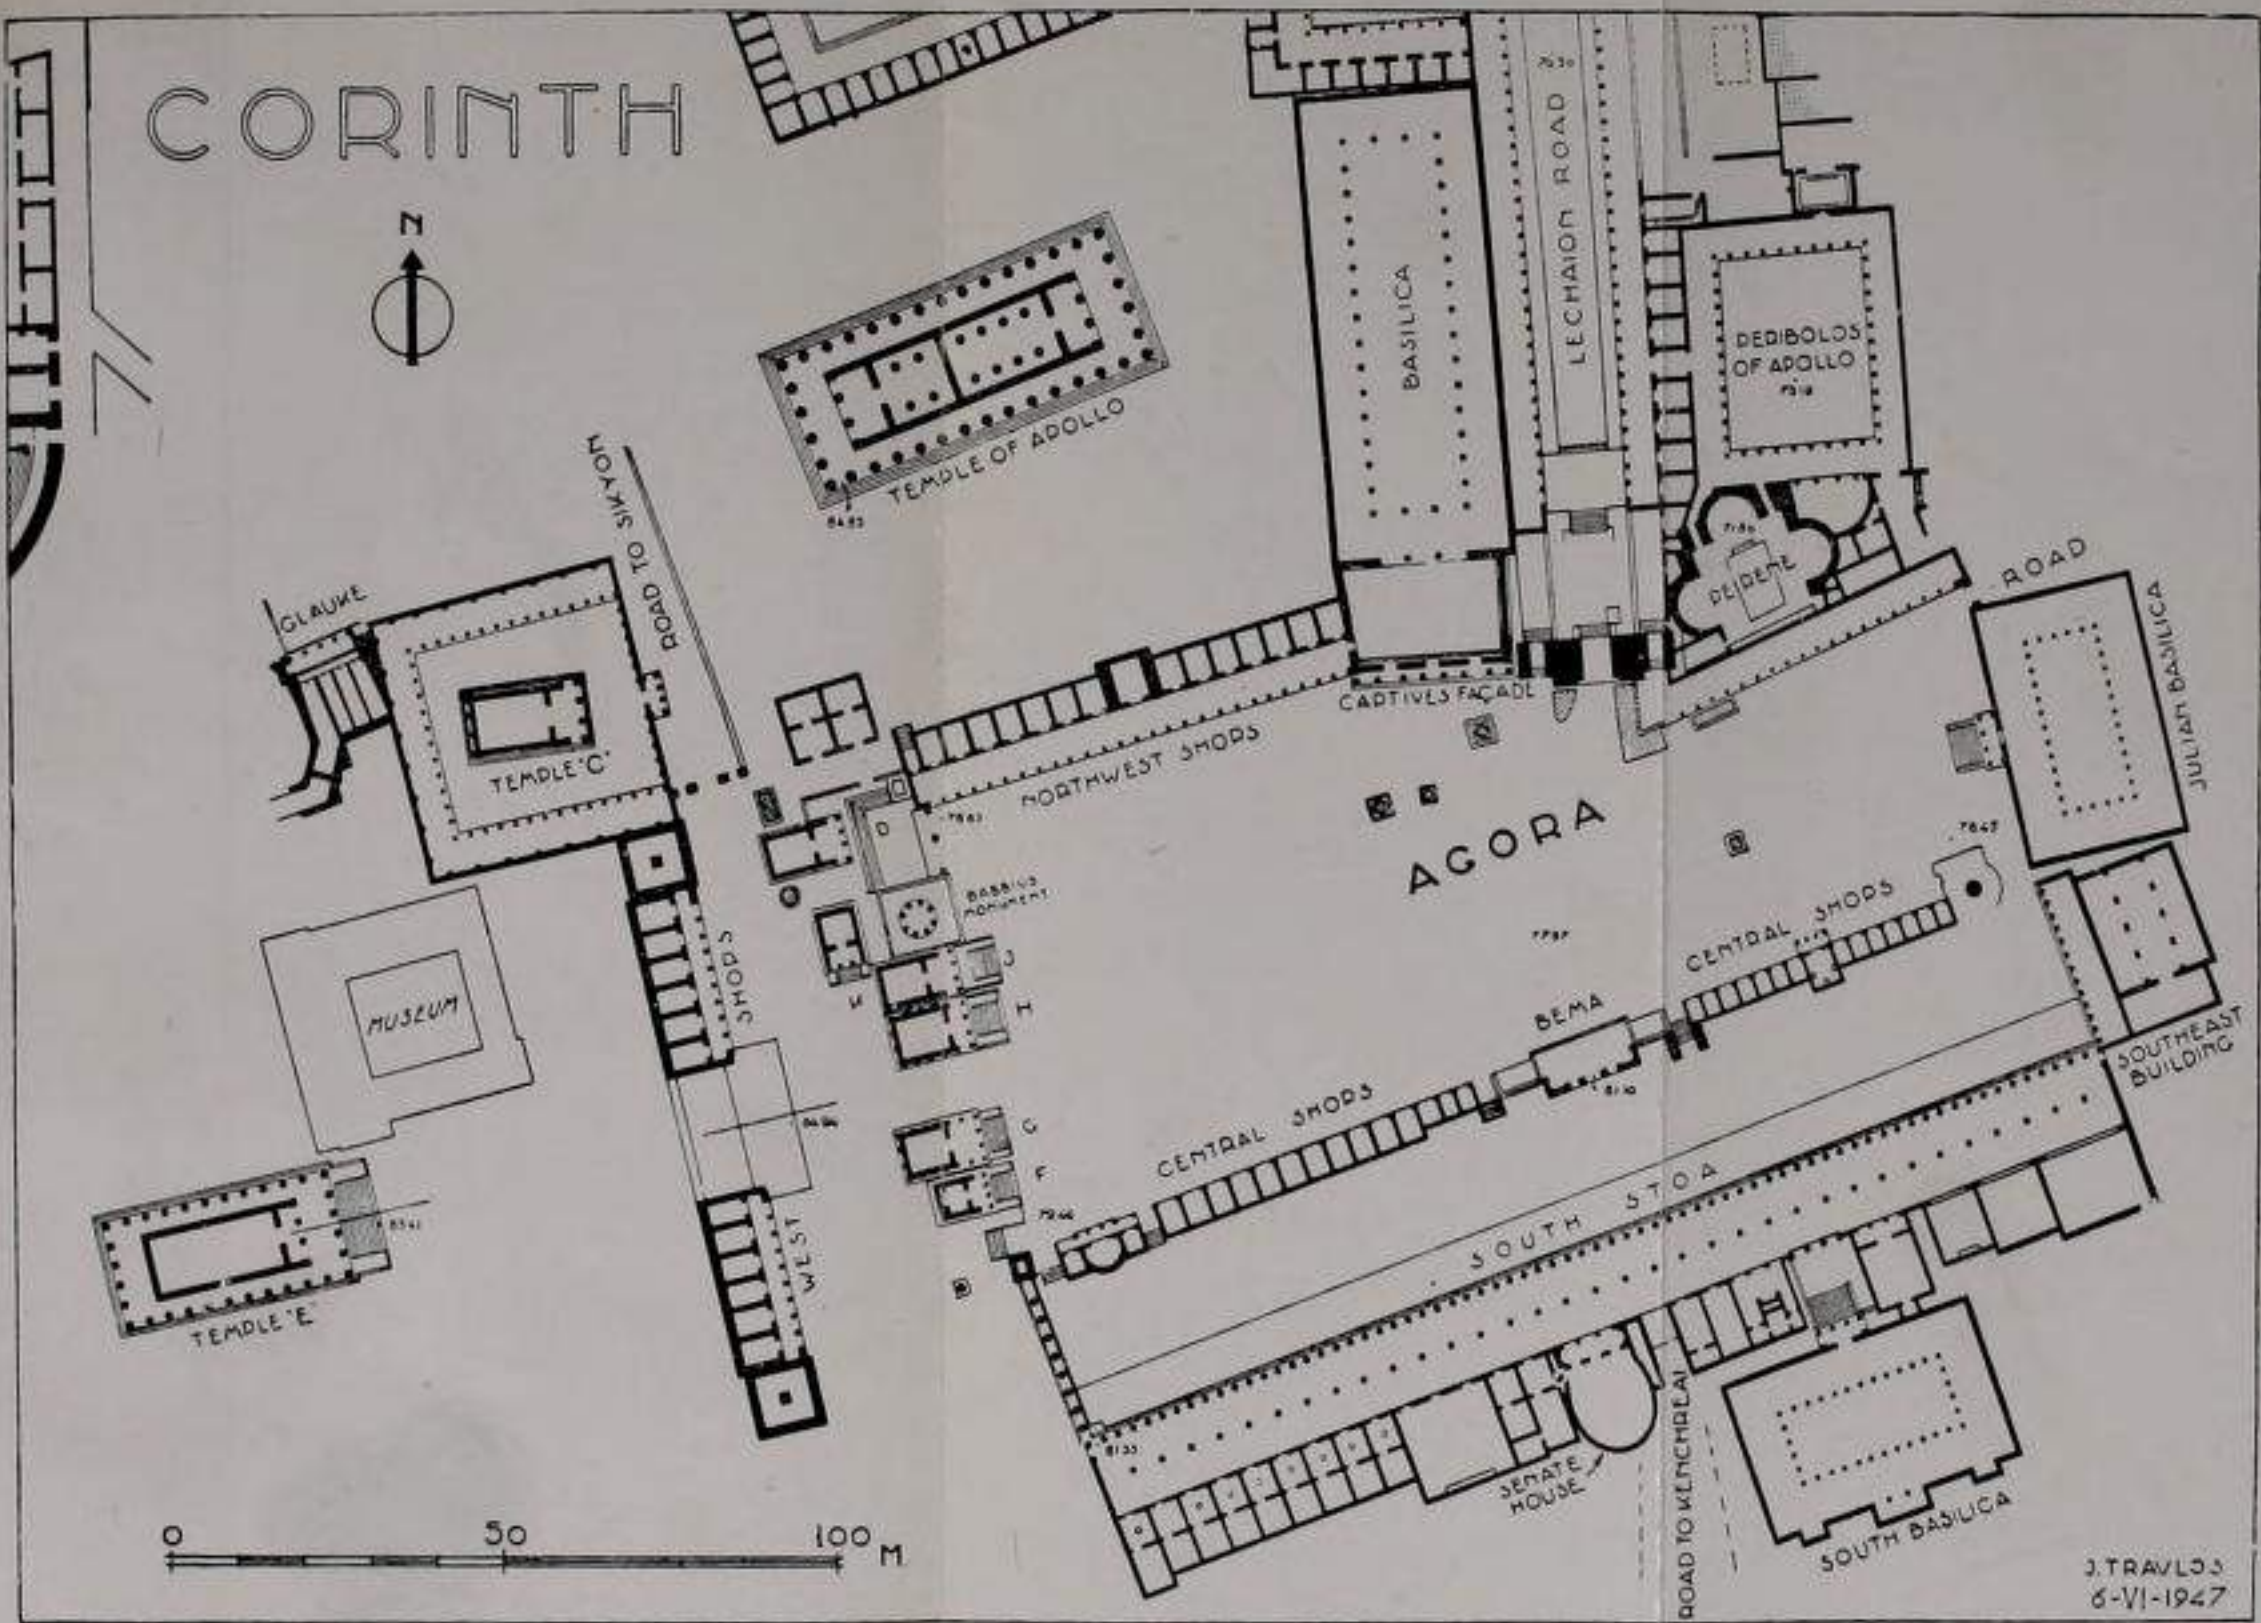 CORINTH
N
7630
LECHAION ROAD
BASILICA
PERIBOLOS
OF APOLLO
TEMPLE OF APOLLO
ROAD TO SIKYON
GLAUKE
TEMPLE "C"
PEIRENE
ROAD
JULIAN BASILICA
CAPTIVES FAÇADE
NORTHWEST SHOPS
AGORA
D
BABBIUS
MONUMENT
K
J
H
G
F
MUSEUM
SHOPS
WEST
TEMPLE "E"
CENTRAL SHOPS
BEMA
CENTRAL SHOPS
SOUTH STOA
SOUTHEAST
BUILDING
SENATE
HOUSE
ROAD TO KENCHREAI
SOUTH BASILICA
0 50 100 M
J. TRAVLOS
6-VI-1947